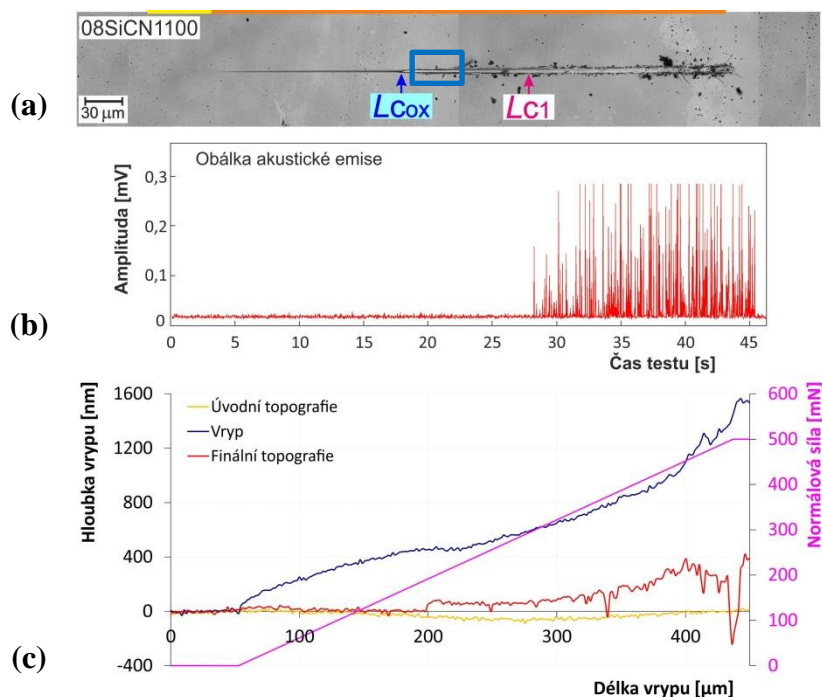 08SiCN1100
(a)
30 µm
LCOX
LC1
Obálka akustické emise
Amplituda [mV]
0,3
0,2
0,1
0
(b)
0 5 10 15 20 25 30 35 40 45
Čas testu [s]
Hloubka vrypu [nm]
1600
1200
800
400
0
-400
Úvodní topografie
Vryp
Finální topografie
600
500
400
300
200
100
0
Normálová síla [mN]
0 100 200 300 400
(c)
Délka vrypu [µm]